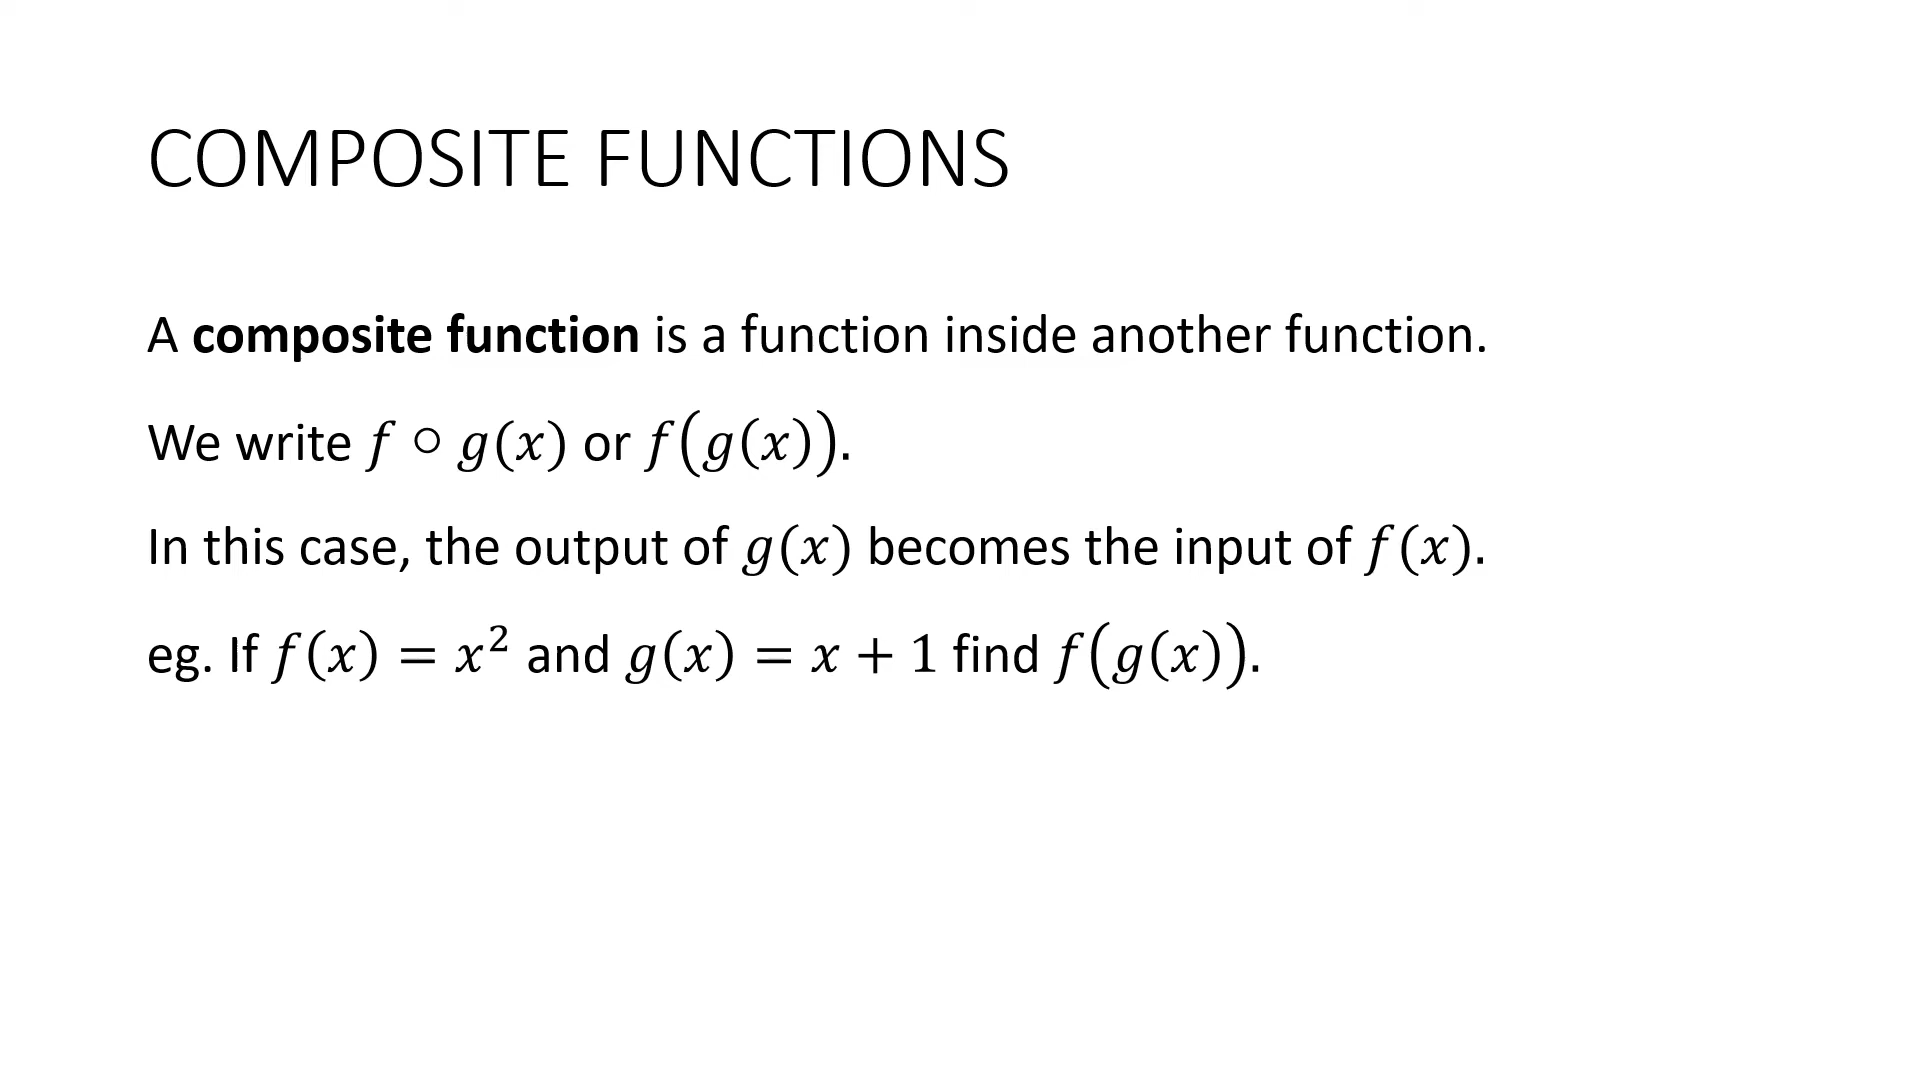 COMPOSITE FUNCTIONS
A composite function is a function inside another function.
We write f ∘ g(x) or f(g(x)).
In this case, the output of g(x) becomes the input of f(x).
eg. If f(x) = x² and g(x) = x + 1 find f(g(x)).